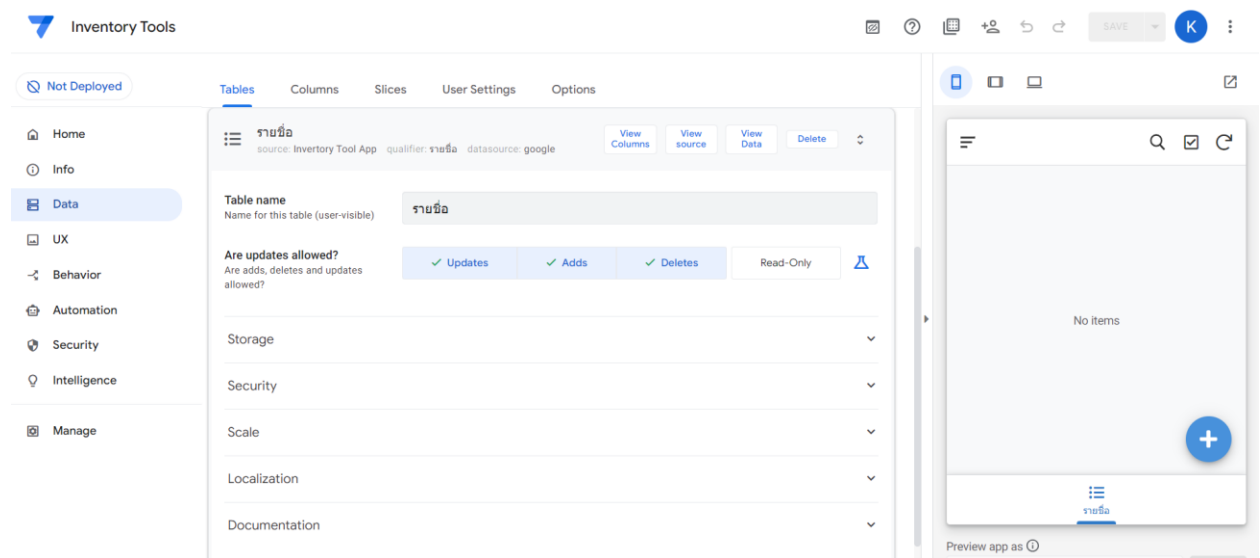 Inventory Tools
SAVE
K
Not Deployed
Tables Columns Slices User Settings Options
Home
Info
Data
UX
Behavior
Automation
Security
Intelligence
Manage
รายชื่อ
source: Invertory Tool App qualifier: รายชื่อ datasource: google
View Columns
View source
View Data
Delete
Table name
Name for this table (user-visible)
รายชื่อ
Are updates allowed?
Are adds, deletes and updates
allowed?
Updates Adds Deletes Read-Only
Storage
Security
Scale
Localization
Documentation
No items
รายชื่อ
Preview app as